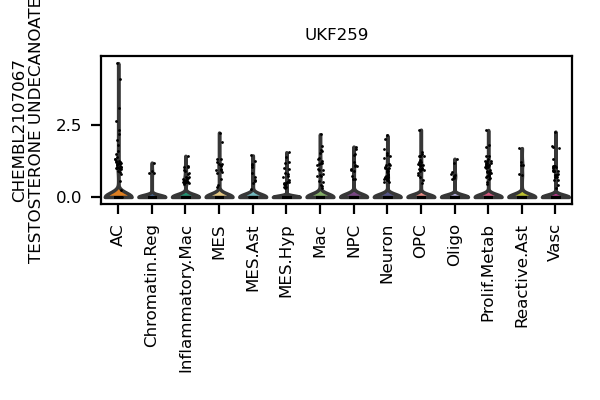 UKF259
CHEMBL2107067
TESTOSTERONE UNDECANOATE
2.5
0.0
AC
Chromatin.Reg
Inflammatory.Mac
MES
MES.Ast
MES.Hyp
Mac
NPC
Neuron
OPC
Oligo
Prolif.Metab
Reactive.Ast
Vasc